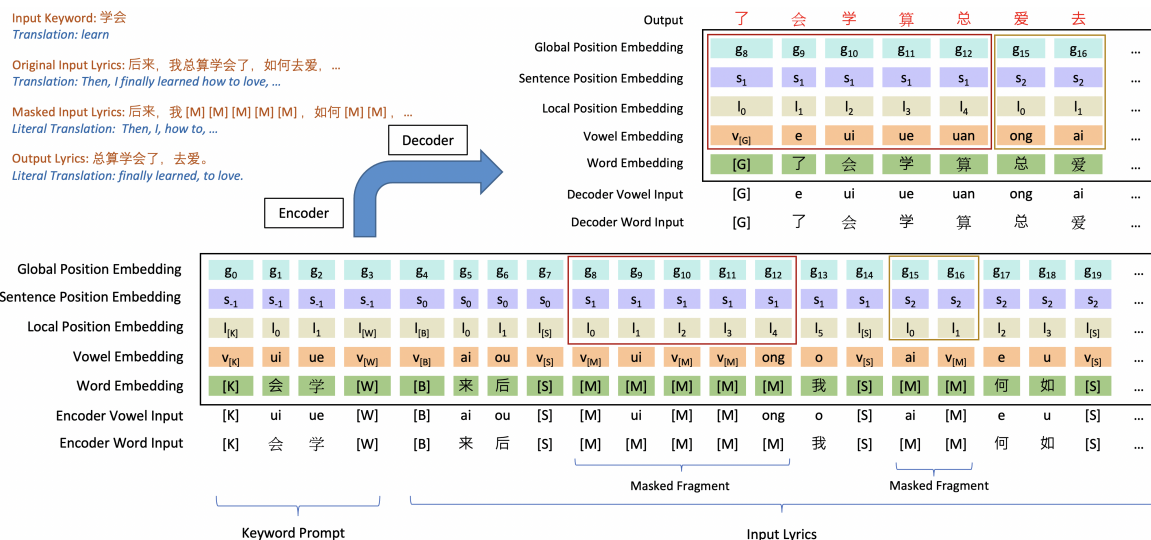 Input Keyword: 学会
Translation: learn
Original Input Lyrics: 后来，我总算学会了，如何去爱，…
Translation: Then, I finally learned how to love, …
Masked Input Lyrics: 后来，我 [M] [M] [M] [M] [M] ，如何 [M] [M] ，…
Literal Translation: Then, I, how to, …
Output Lyrics: 总算学会了，去爱。
Literal Translation: finally learned, to love.
Encoder
Decoder
Output 了 会 学 算 总 爱 去
Global Position Embedding g8 g9 g10 g11 g12 g15 g16 …
Sentence Position Embedding s1 s1 s1 s1 s1 s2 s2 …
Local Position Embedding l0 l1 l2 l3 l4 l0 l1 …
Vowel Embedding v[G] e ui ue uan ong ai …
Word Embedding [G] 了 会 学 算 总 爱 …
Decoder Vowel Input [G] e ui ue uan ong ai …
Decoder Word Input [G] 了 会 学 算 总 爱 …
Global Position Embedding g0 g1 g2 g3 g4 g5 g6 g7 g8 g9 g10 g11 g12 g13 g14 g15 g16 g17 g18 g19 …
Sentence Position Embedding s-1 s-1 s-1 s-1 s0 s0 s0 s0 s1 s1 s1 s1 s1 s1 s1 s2 s2 s2 s2 s2 …
Local Position Embedding l[K] l0 l1 l[W] l[B] l0 l1 l[S] l0 l1 l2 l3 l4 l5 l[S] l0 l1 l2 l3 l[S] …
Vowel Embedding v[K] ui ue v[W] v[B] ai ou v[S] v[M] ui v[M] v[M] ong o v[S] ai v[M] e u v[S] …
Word Embedding [K] 会 学 [W] [B] 来 后 [S] [M] [M] [M] [M] [M] 我 [S] [M] [M] 何 如 [S] …
Encoder Vowel Input [K] ui ue [W] [B] ai ou [S] [M] ui [M] [M] ong o [S] ai [M] e u [S] …
Encoder Word Input [K] 会 学 [W] [B] 来 后 [S] [M] [M] [M] [M] [M] 我 [S] [M] [M] 何 如 [S] …
Masked Fragment
Masked Fragment
Keyword Prompt
Input Lyrics